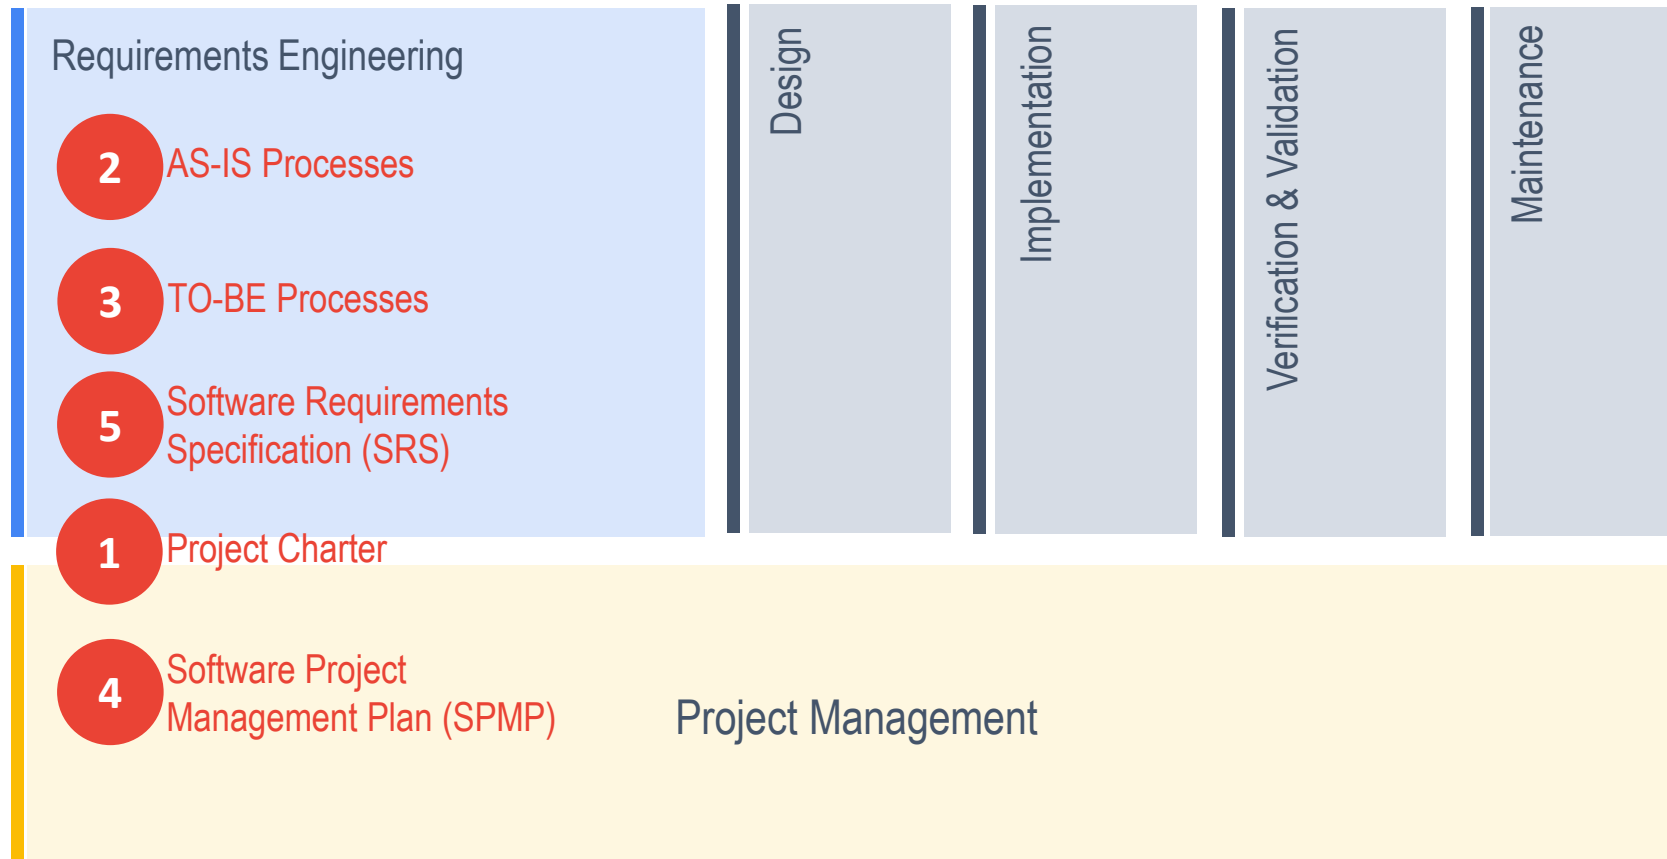 Requirements Engineering
2
AS-IS Processes
3
TO-BE Processes
5
Software Requirements
Specification (SRS)
1
Project Charter
4
Software Project
Management Plan (SPMP)
Project Management
Design
Implementation
Verification & Validation
Maintenance